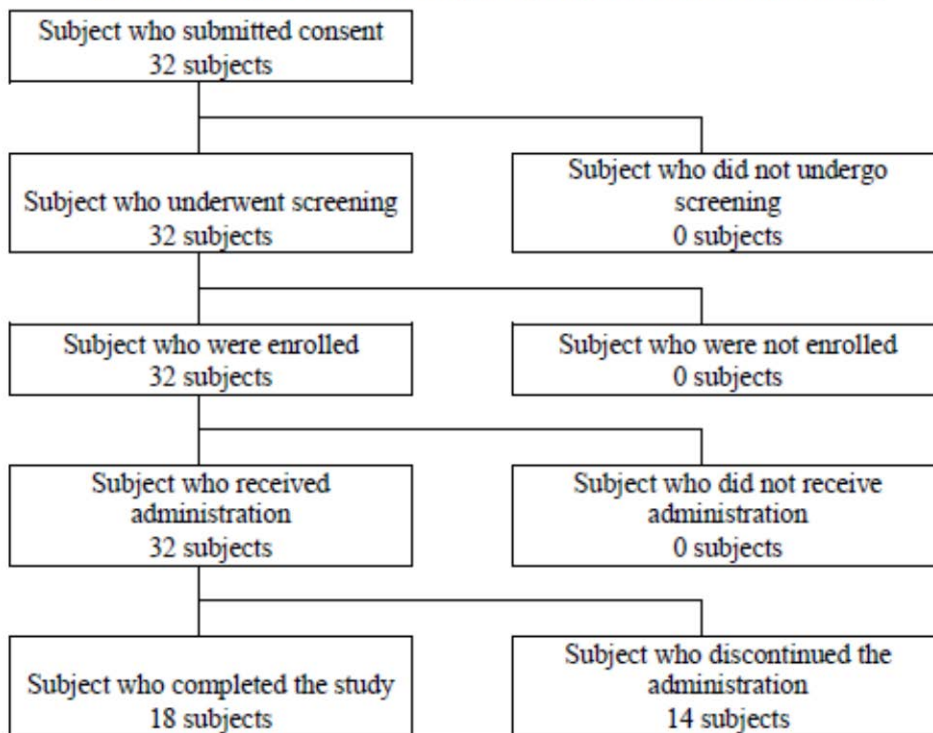 Subject who submitted consent
32 subjects
Subject who underwent screening
32 subjects
Subject who did not undergo
screening
0 subjects
Subject who were enrolled
32 subjects
Subject who were not enrolled
0 subjects
Subject who received
administration
32 subjects
Subject who did not receive
administration
0 subjects
Subject who completed the study
18 subjects
Subject who discontinued the
administration
14 subjects